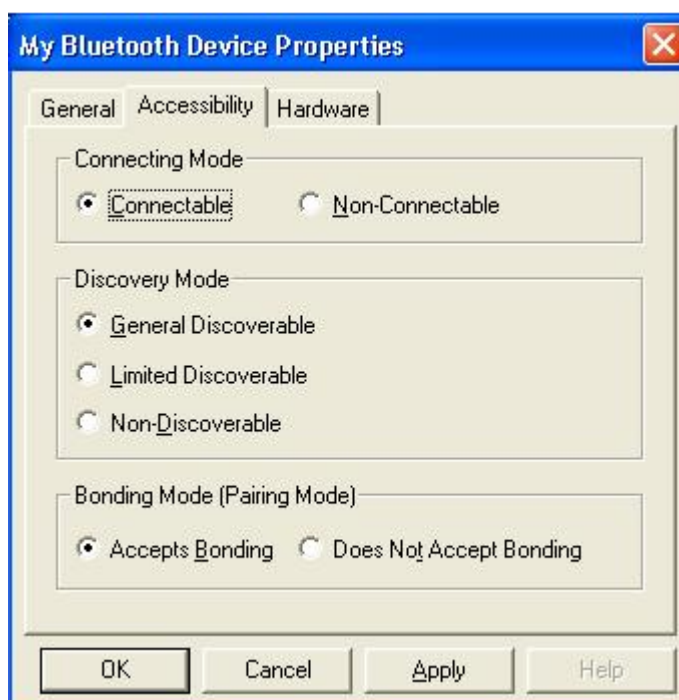 My Bluetooth Device Properties
General Accessibility Hardware
Connecting Mode
Connectable Non-Connectable
Discovery Mode
General Discoverable
Limited Discoverable
Non-Discoverable
Bonding Mode (Pairing Mode)
Accepts Bonding Does Not Accept Bonding
OK Cancel Apply Help